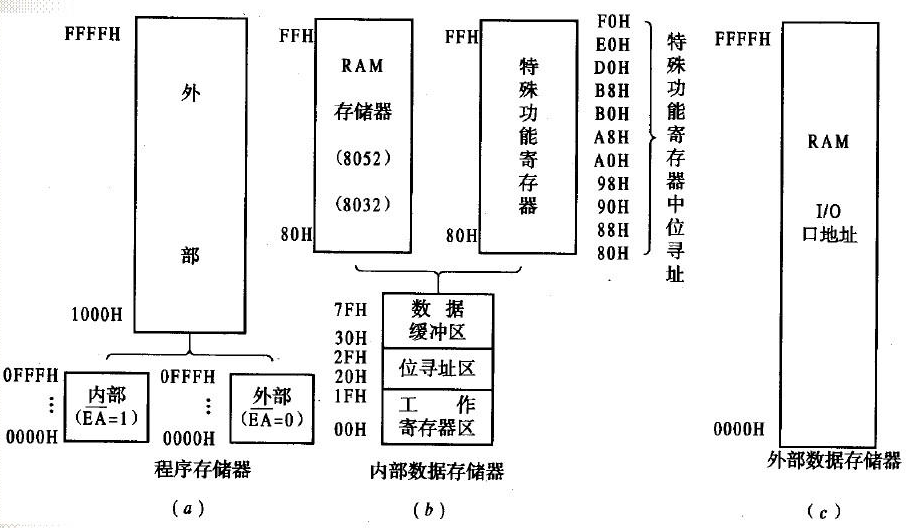 FFFFH
外
部
1000H
0FFFH
⋮
0000H
内部
(E̅A̅=1)
0FFFH
⋮
0000H
外部
(E̅A̅=0)
程序存储器
(a)
FFH
RAM
存储器
(8052)
(8032)
80H
FFH
特殊功能寄存器
80H
F0H
E0H
D0H
B8H
B0H
A8H
A0H
98H
90H
88H
80H
特殊功能寄存器中位寻址
7FH
数 据
缓冲区
30H
2FH
位寻址区
20H
1FH
工 作
寄存器区
00H
内部数据存储器
(b)
FFFFH
RAM
I/O
口地址
0000H
外部数据存储器
(c)